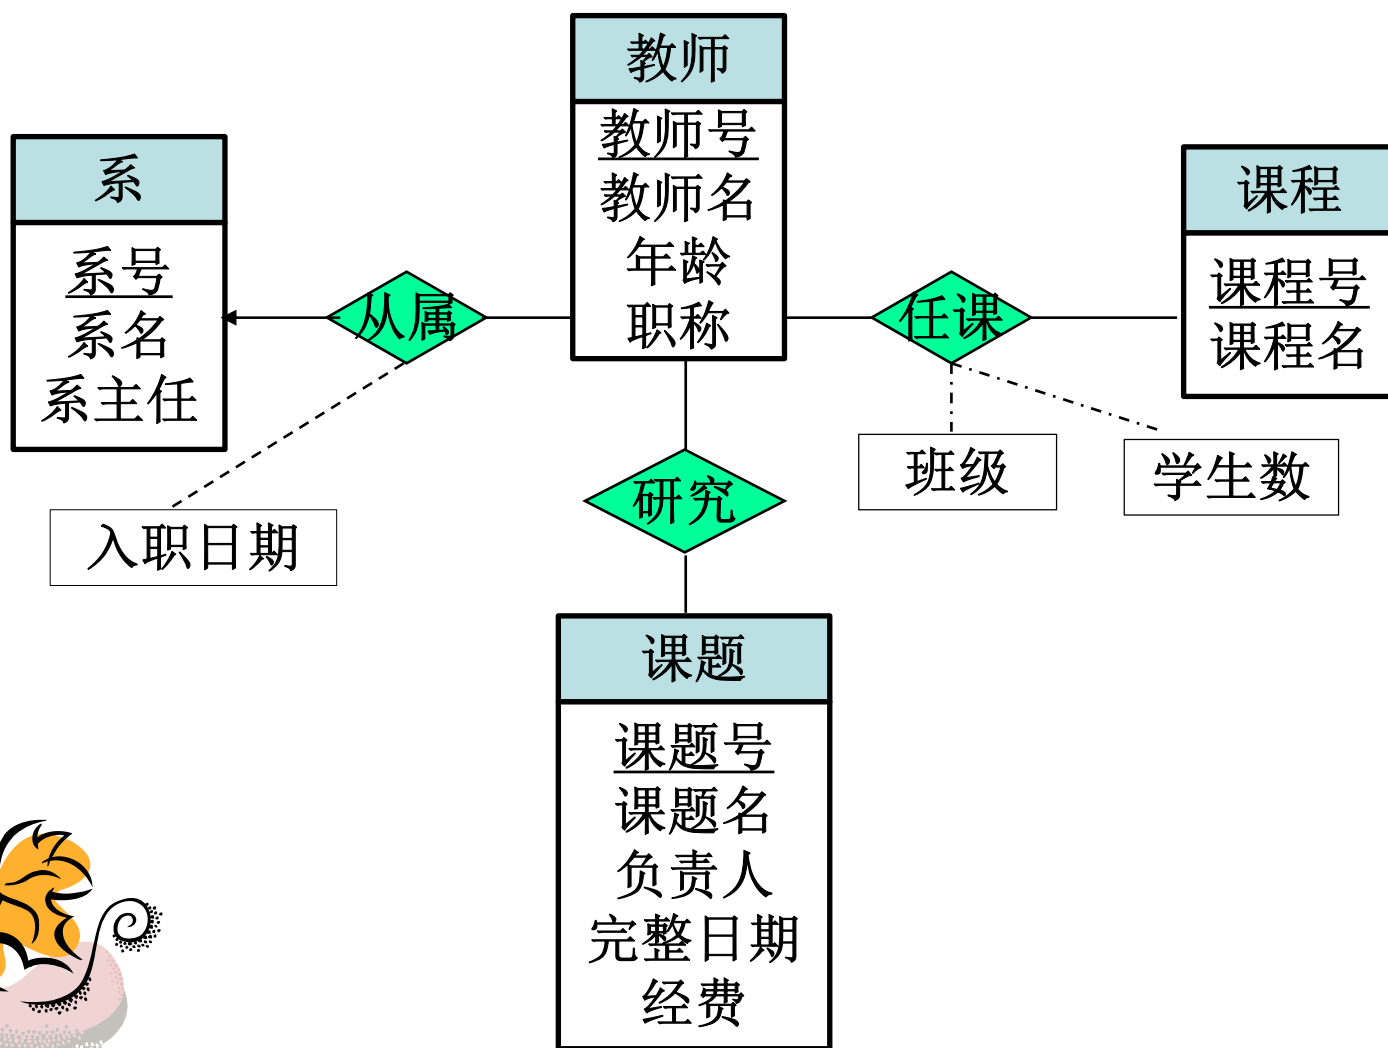 教师
教师号
教师名
年龄
职称
系
系号
系名
系主任
从属
入职日期
任课
班级
学生数
课程
课程号
课程名
研究
课题
课题号
课题名
负责人
完整日期
经费